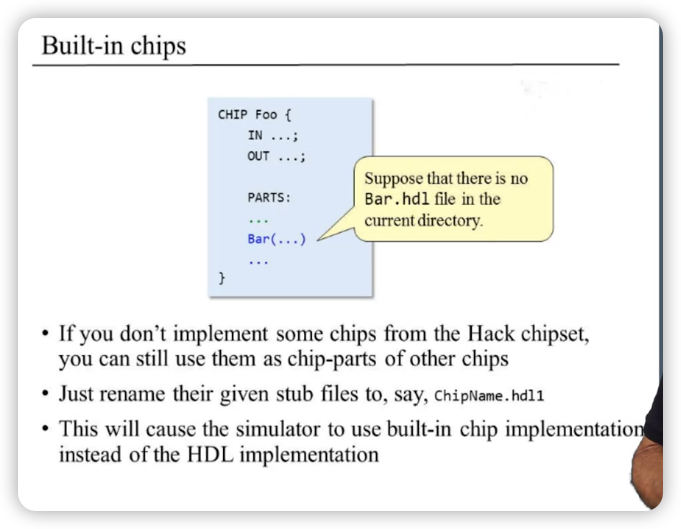 Built-in chips
CHIP Foo {
IN ...;
OUT ...;
PARTS:
...
Bar(...)
...
}
Suppose that there is no
Bar.hdl file in the
current directory.
• If you don’t implement some chips from the Hack chipset,
you can still use them as chip-parts of other chips
• Just rename their given stub files to, say, ChipName.hdl1
• This will cause the simulator to use built-in chip implementation
instead of the HDL implementation